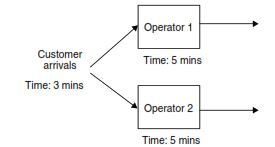 Operator 1
Time: 5 mins
Customer
arrivals
Time: 3 mins
Operator 2
Time: 5 mins